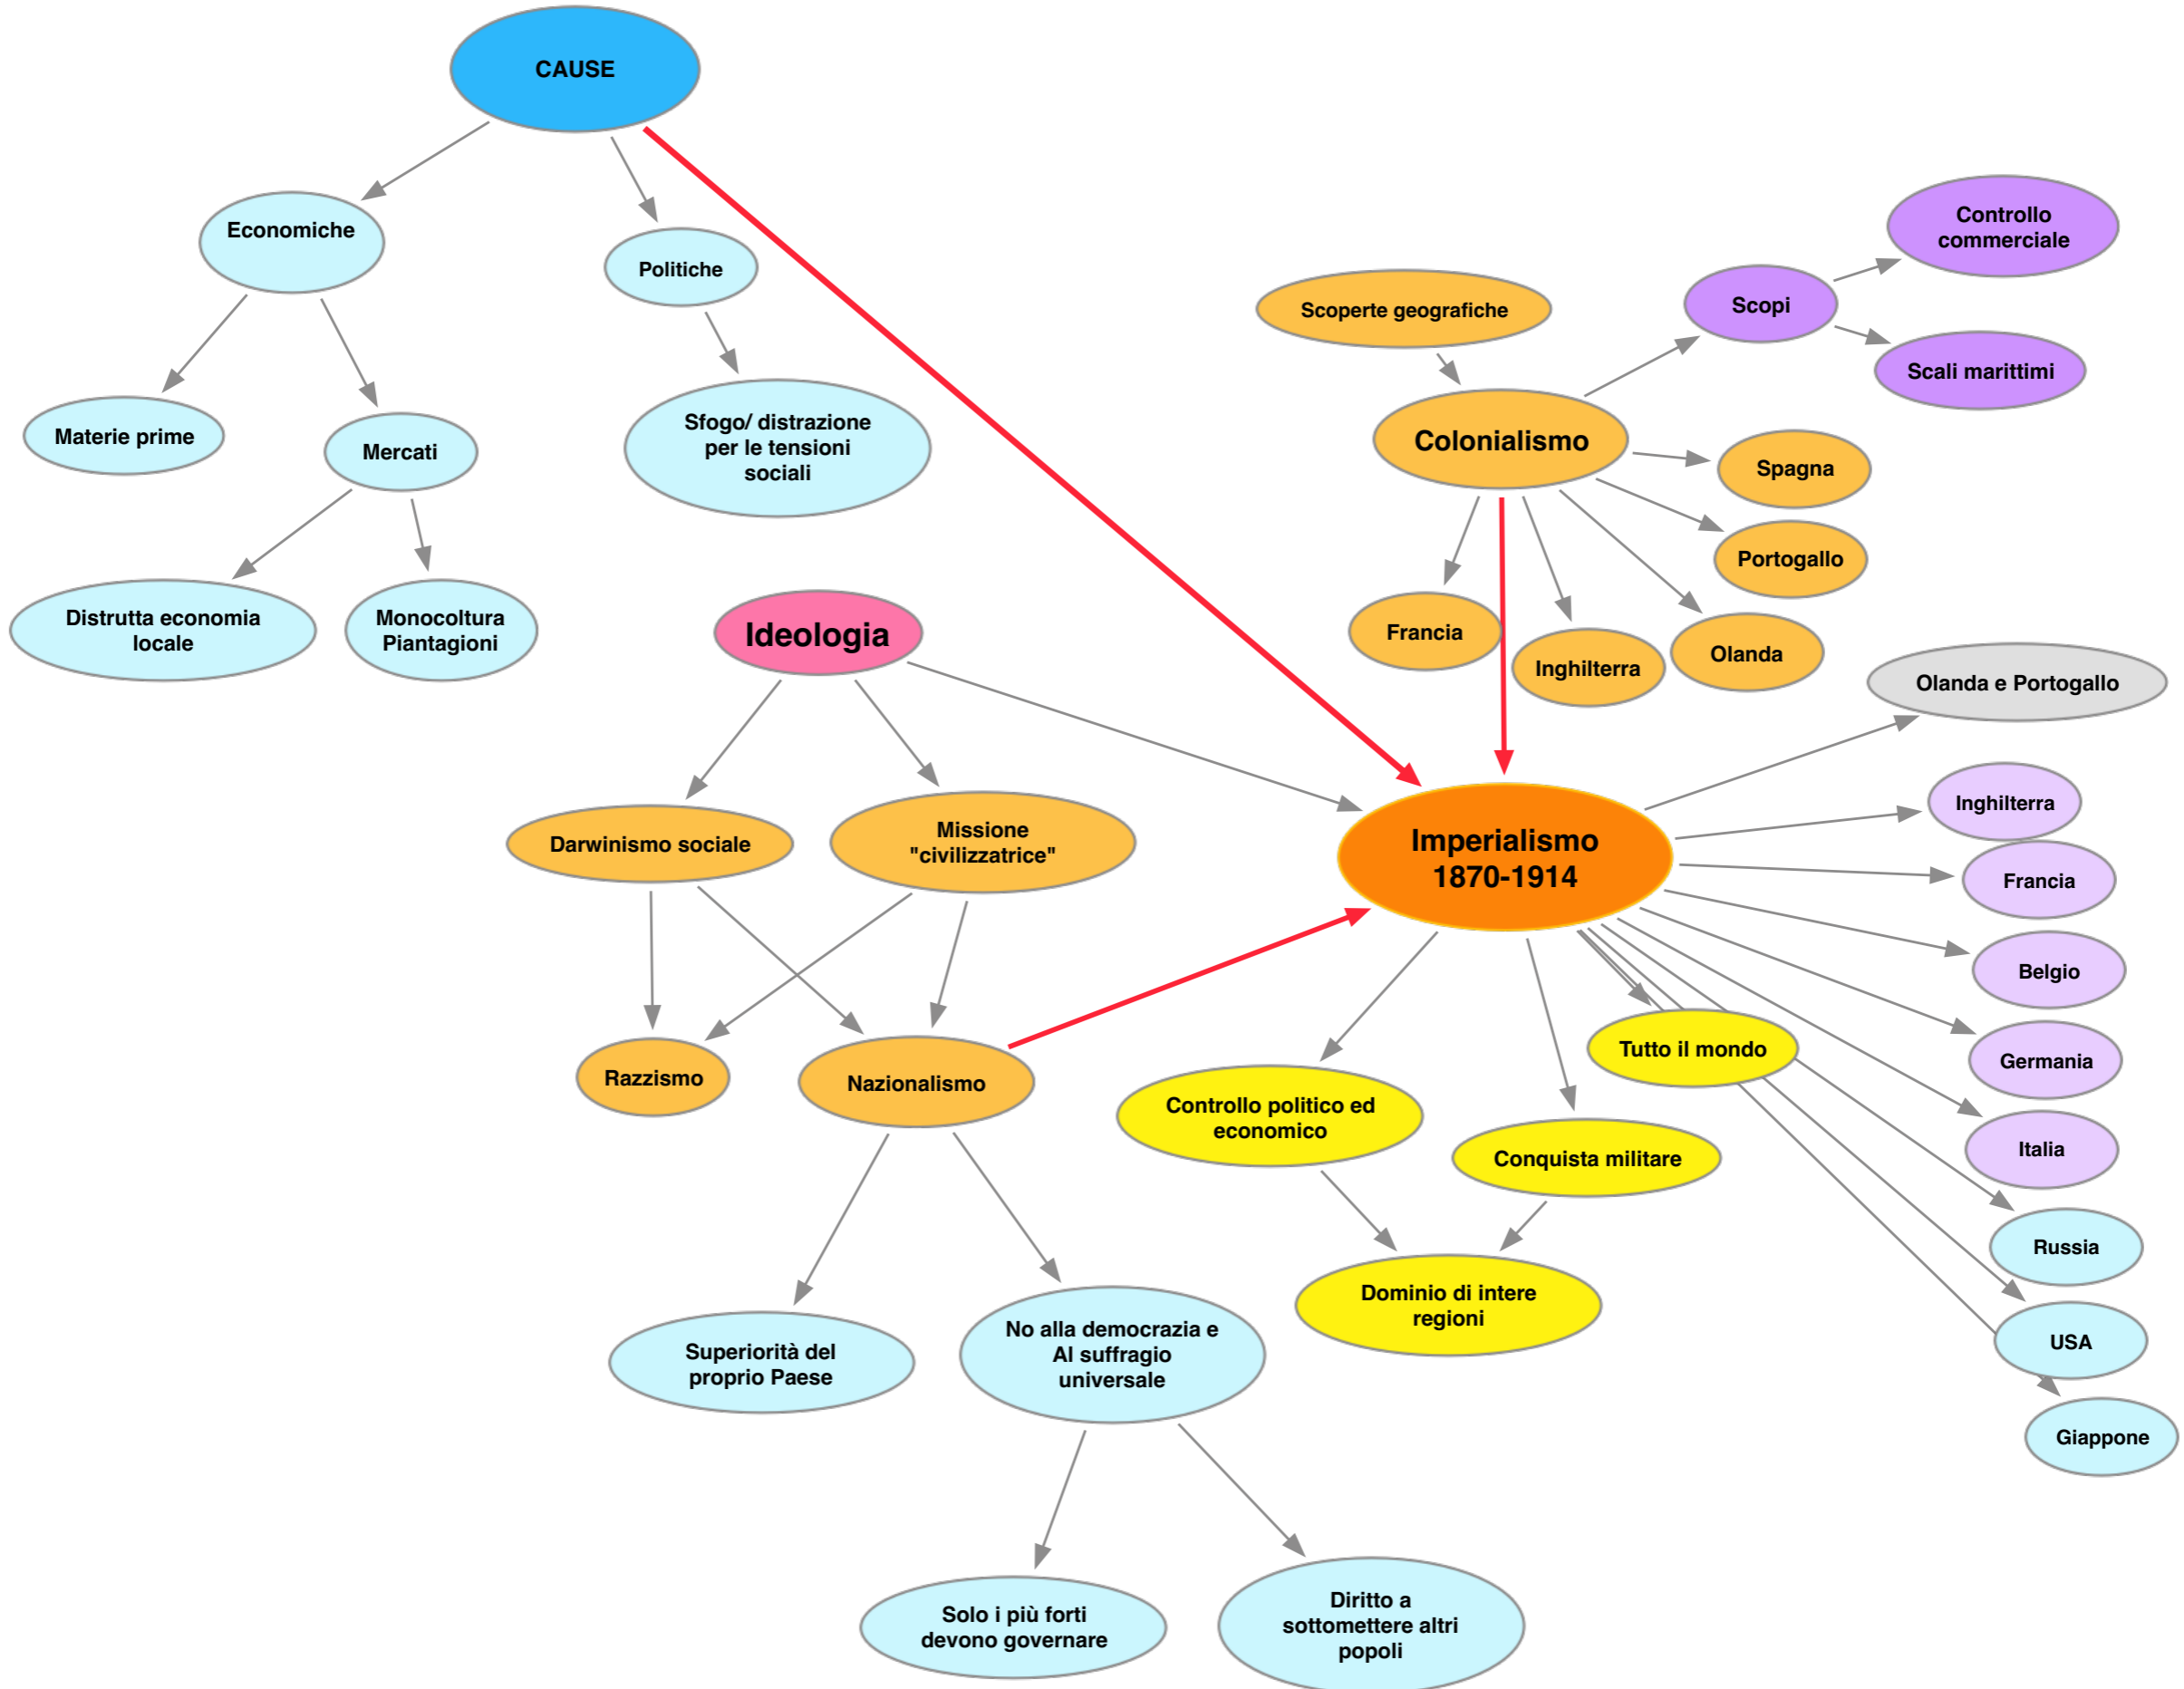 CAUSE
Economiche
Politiche
Materie prime
Mercati
Sfogo/ distrazione
per le tensioni
sociali
Distrutta economia
locale
Monocoltura
Piantagioni
Scoperte geografiche
Colonialismo
Scopi
Controllo
commerciale
Scali marittimi
Spagna
Portogallo
Olanda
Inghilterra
Francia
Ideologia
Darwinismo sociale
Missione
"civilizzatrice"
Razzismo
Nazionalismo
Superiorità del
proprio Paese
No alla democrazia e
Al suffragio
universale
Solo i più forti
devono governare
Diritto a
sottomettere altri
popoli
Imperialismo
1870-1914
Controllo politico ed
economico
Conquista militare
Tutto il mondo
Dominio di intere
regioni
Olanda e Portogallo
Inghilterra
Francia
Belgio
Germania
Italia
Russia
USA
Giappone